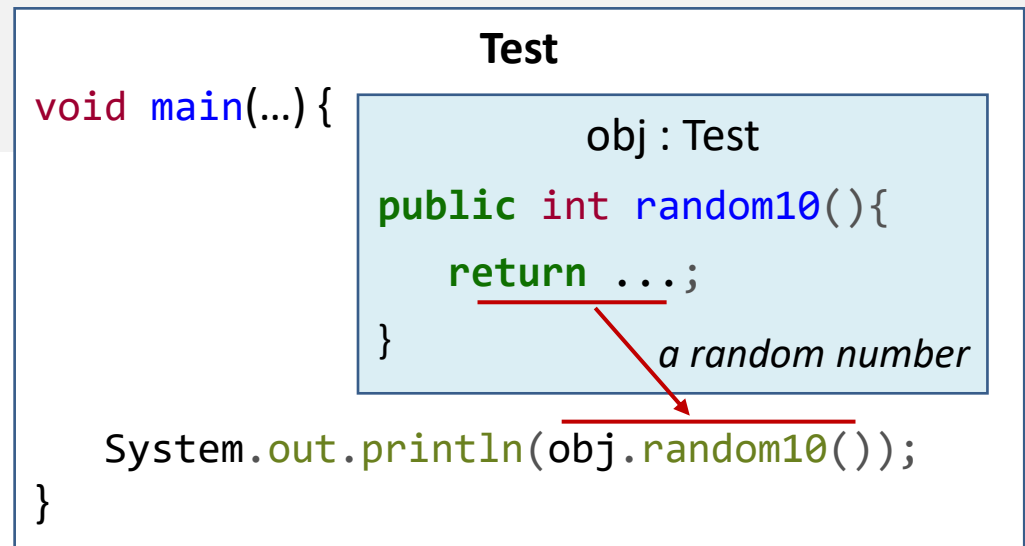 Test
void main(...) {
obj : Test
public int random10(){
return ...;
}
a random number
System.out.println(obj.random10());
}